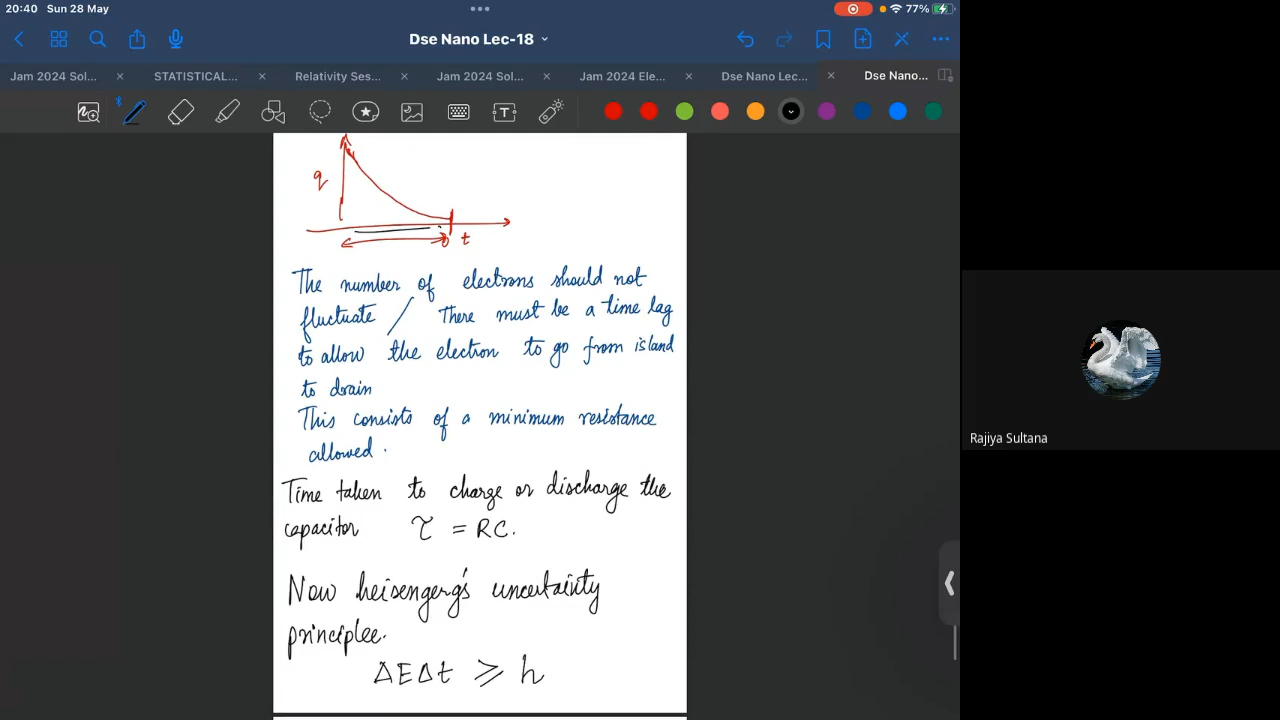 20:40 Sun 28 May
77%
Dse Nano Lec-18
Jam 2024 Sol...
STATISTICAL...
Relativity Ses...
Jam 2024 Sol...
Jam 2024 Ele...
Dse Nano Lec...
Dse Nano...
q
t
The number of electrons should not
fluctuate / There must be a time lag
to allow the electron to go from island
to drain
This consists of a minimum resistance
allowed.
Time taken to charge or discharge the
capacitor τ = RC.
Now heisengerg's uncertainty
principlee.
ΔEΔt ≥ h
Rajiya Sultana